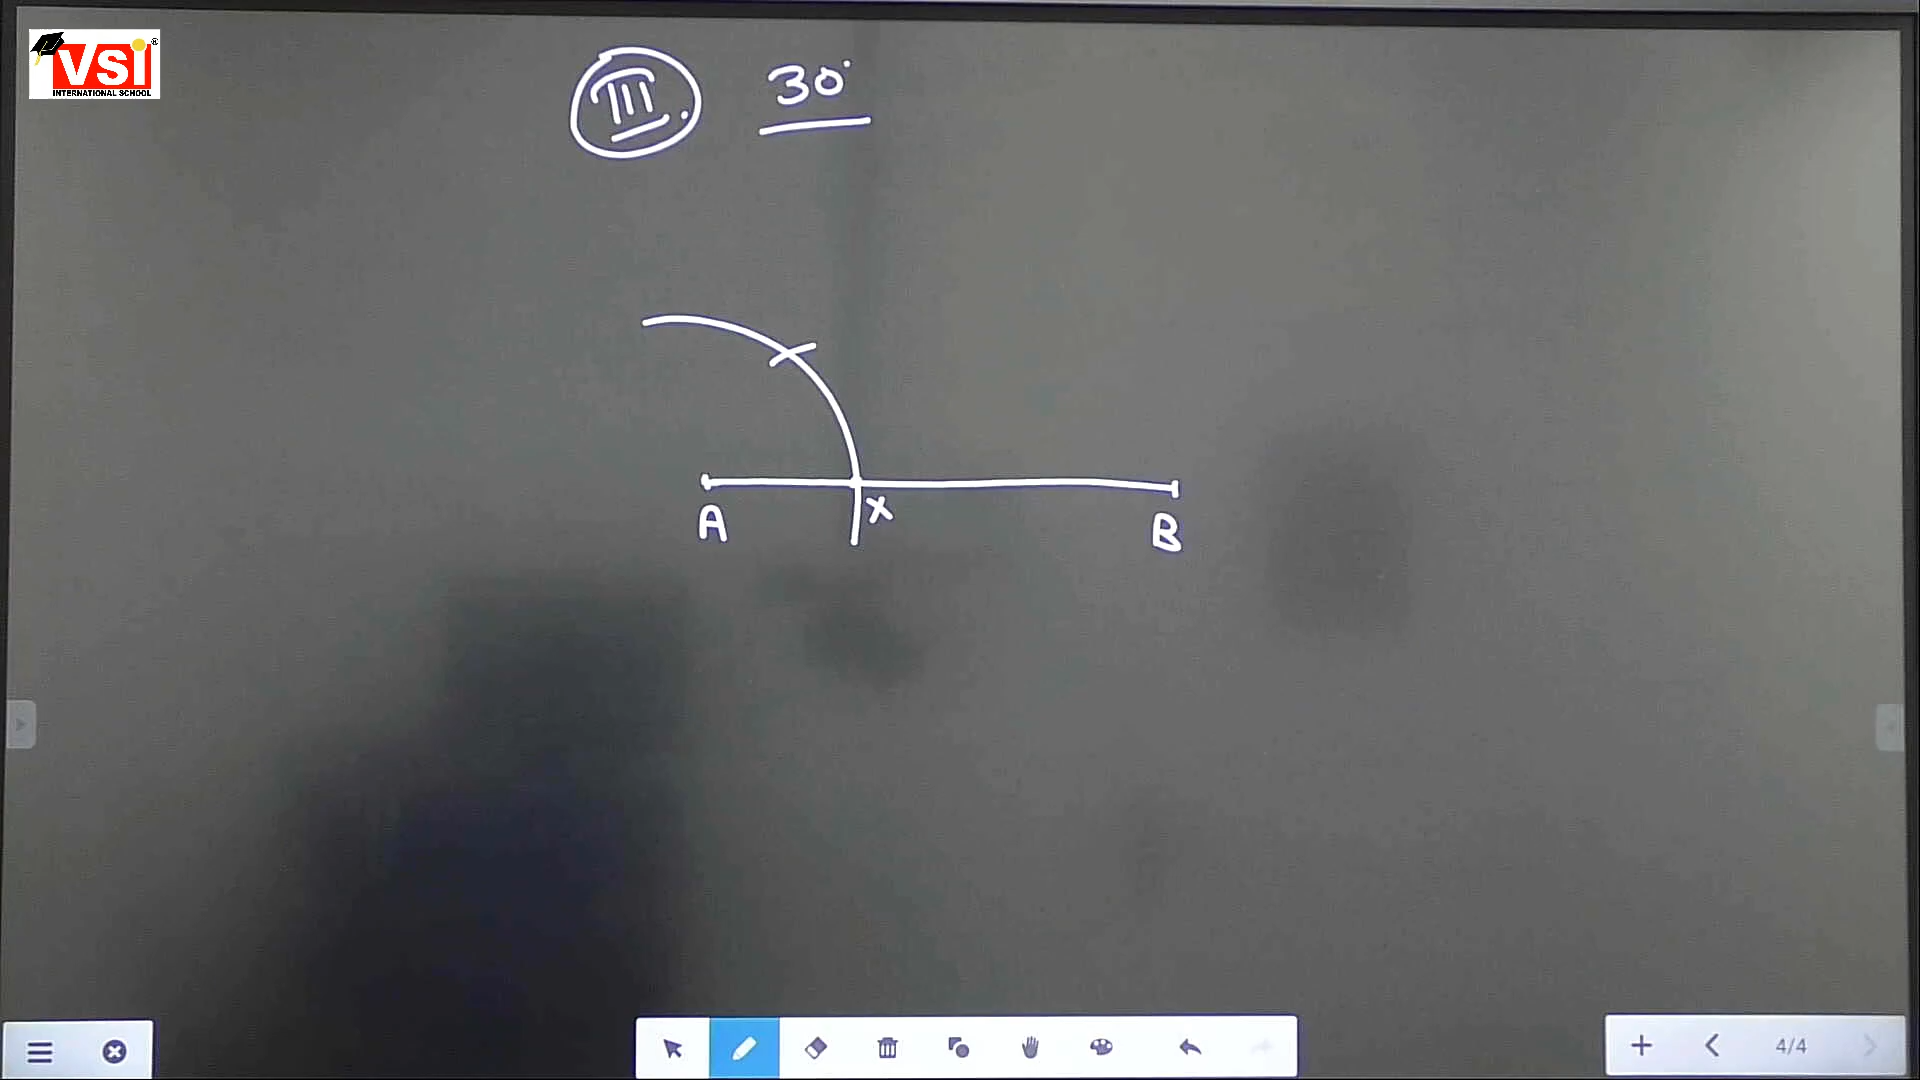 VSI
INTERNATIONAL SCHOOL
III. 30°
A
X
B
4/4